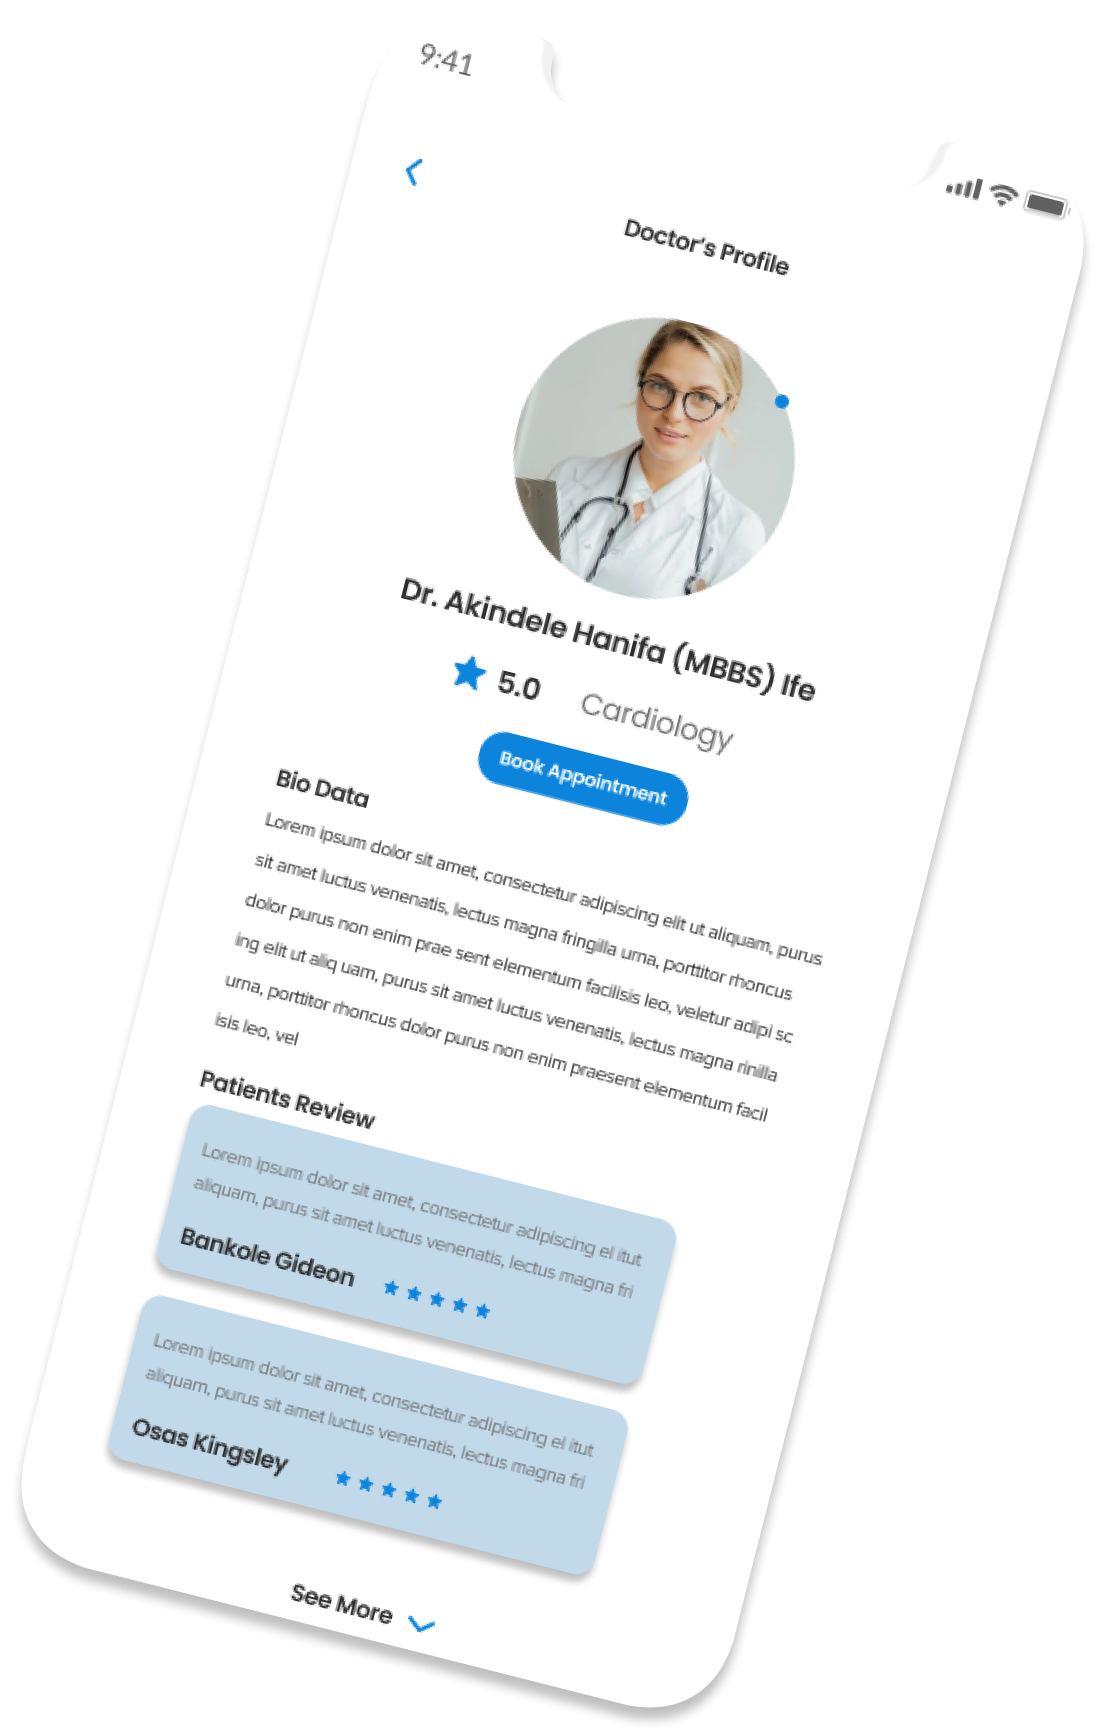 9:41
Doctor's Profile
Dr. Akindele Hanifa (MBBS) Ife
5.0 Cardiology
Book Appointment
Bio Data
Lorem ipsum dolor sit amet, consectetur adipiscing elit ut aliquam, purus
sit amet luctus venenatis, lectus magna fringilla urna, porttitor rhoncus
dolor purus non enim prae sent elementum facilisis leo, veletur adipi sc
ing elit ut aliq uam, purus sit amet luctus venenatis, lectus magna rinilla
urna, porttitor rhoncus dolor purus non enim praesent elementum facil
isis leo, vel
Patients Review
Lorem ipsum dolor sit amet, consectetur adipiscing el itut
aliquam, purus sit amet luctus venenatis, lectus magna fri
Bankole Gideon
Lorem ipsum dolor sit amet, consectetur adipiscing el itut
aliquam, purus sit amet luctus venenatis, lectus magna fri
Osas Kingsley
See More